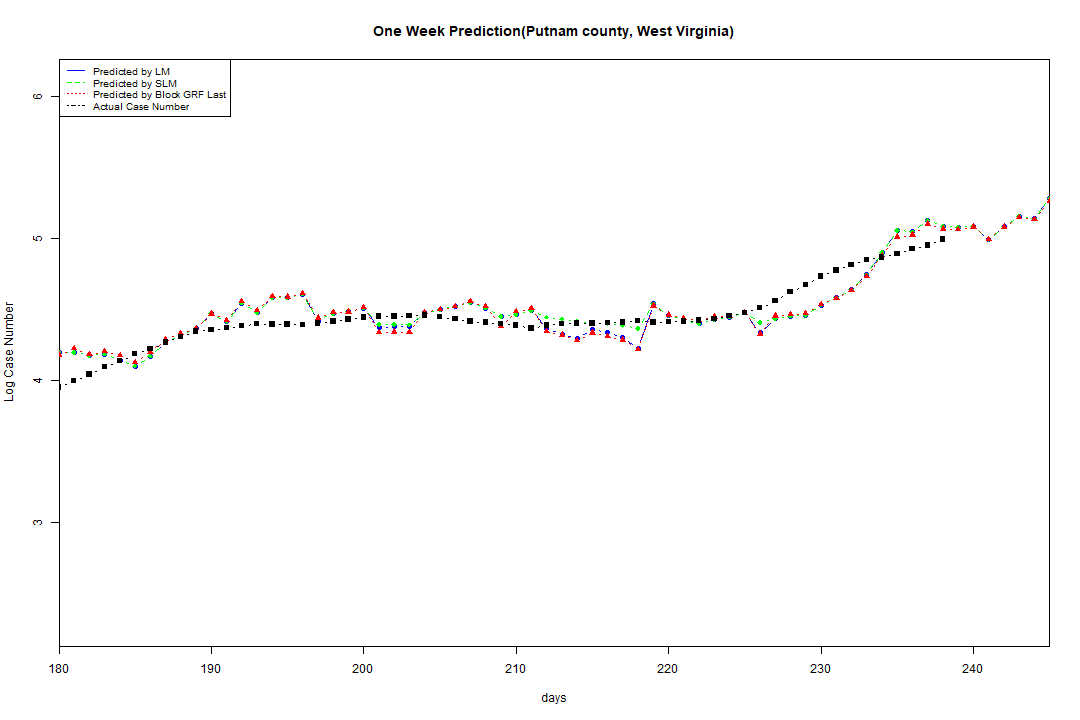 One Week Prediction(Putnam county, West Virginia)
Predicted by LM
Predicted by SLM
Predicted by Block GRF Last
Actual Case Number
6
5
4
3
Log Case Number
180 190 200 210 220 230 240
days